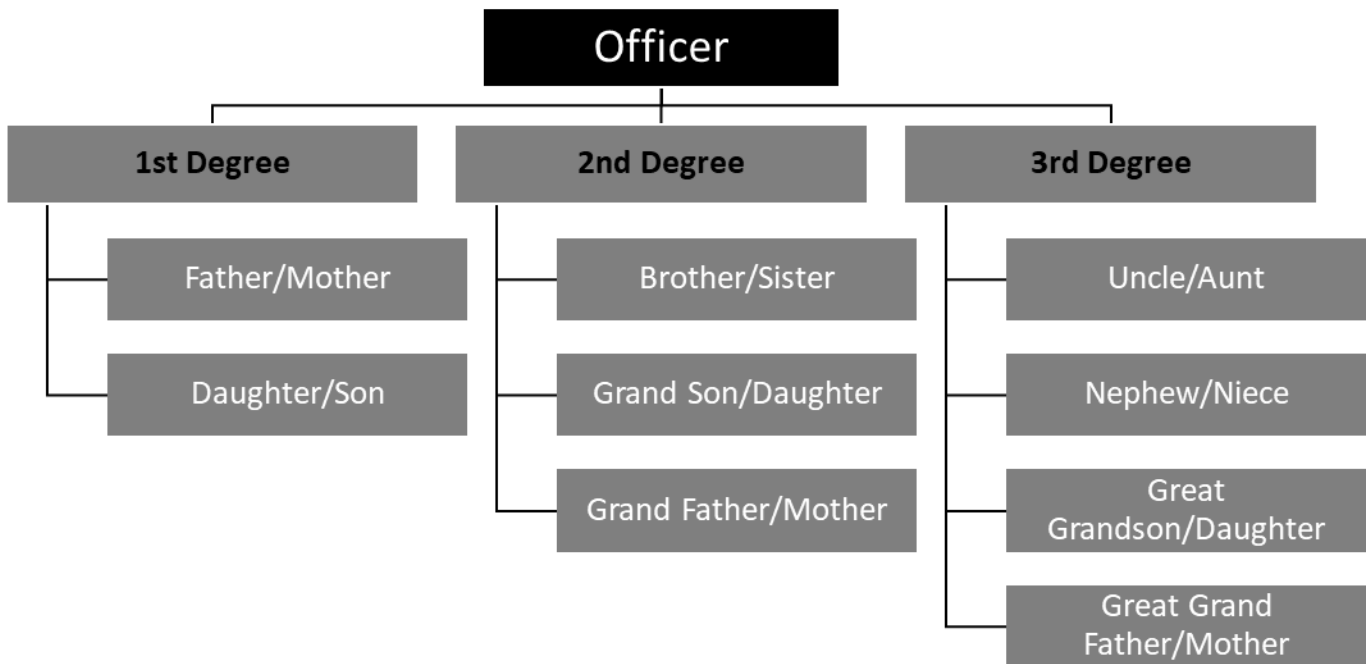 Officer
1st Degree
Father/Mother
Daughter/Son
2nd Degree
Brother/Sister
Grand Son/Daughter
Grand Father/Mother
3rd Degree
Uncle/Aunt
Nephew/Niece
Great
Grandson/Daughter
Great Grand
Father/Mother